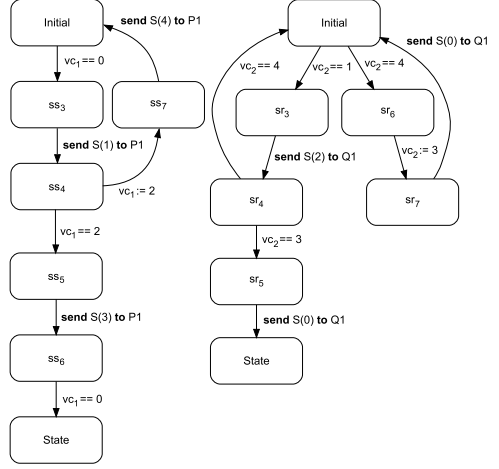 Initial
send S(4) to P1
vc1 == 0
ss3
ss7
send S(1) to P1
ss4
vc1 := 2
vc1 == 2
ss5
send S(3) to P1
ss6
vc1 == 0
State
Initial
send S(0) to Q1
vc2 == 4
vc2 == 1
vc2 == 4
sr3
sr6
send S(2) to Q1
vc2 := 3
sr4
sr7
vc2 == 3
sr5
send S(0) to Q1
State